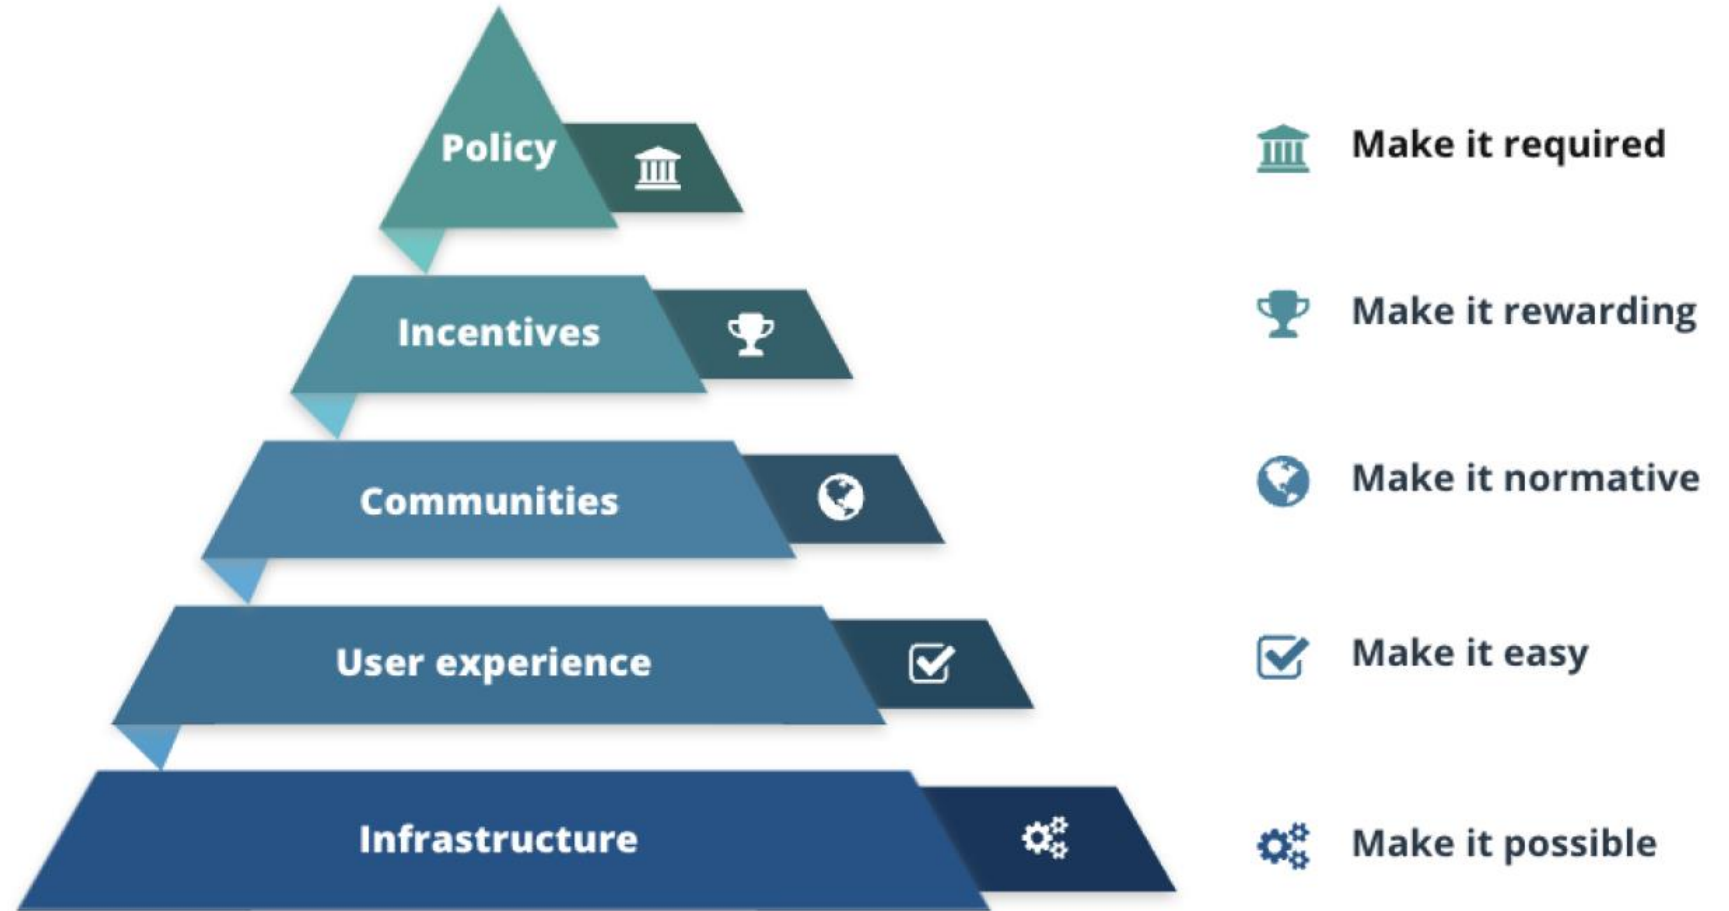 Policy
Make it required
Incentives
Make it rewarding
Communities
Make it normative
User experience
Make it easy
Infrastructure
Make it possible